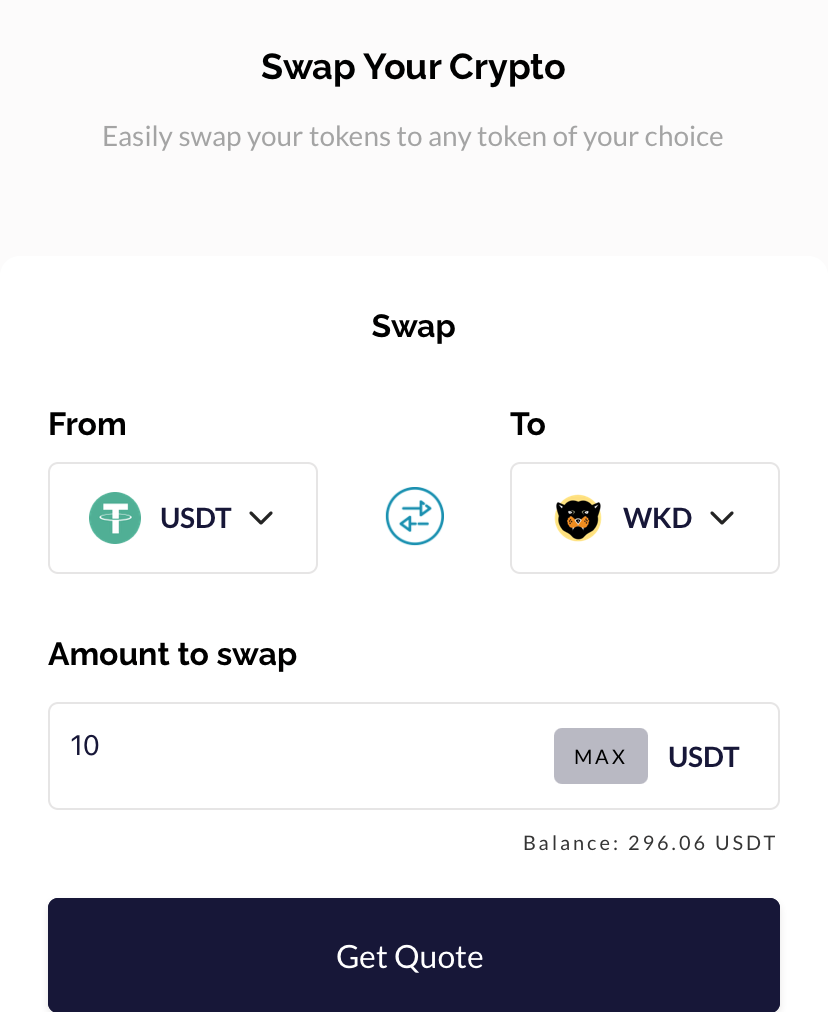 Swap Your Crypto
Easily swap your tokens to any token of your choice
Swap
From To
USDT WKD
Amount to swap
10 MAX USDT
Balance: 296.06 USDT
Get Quote